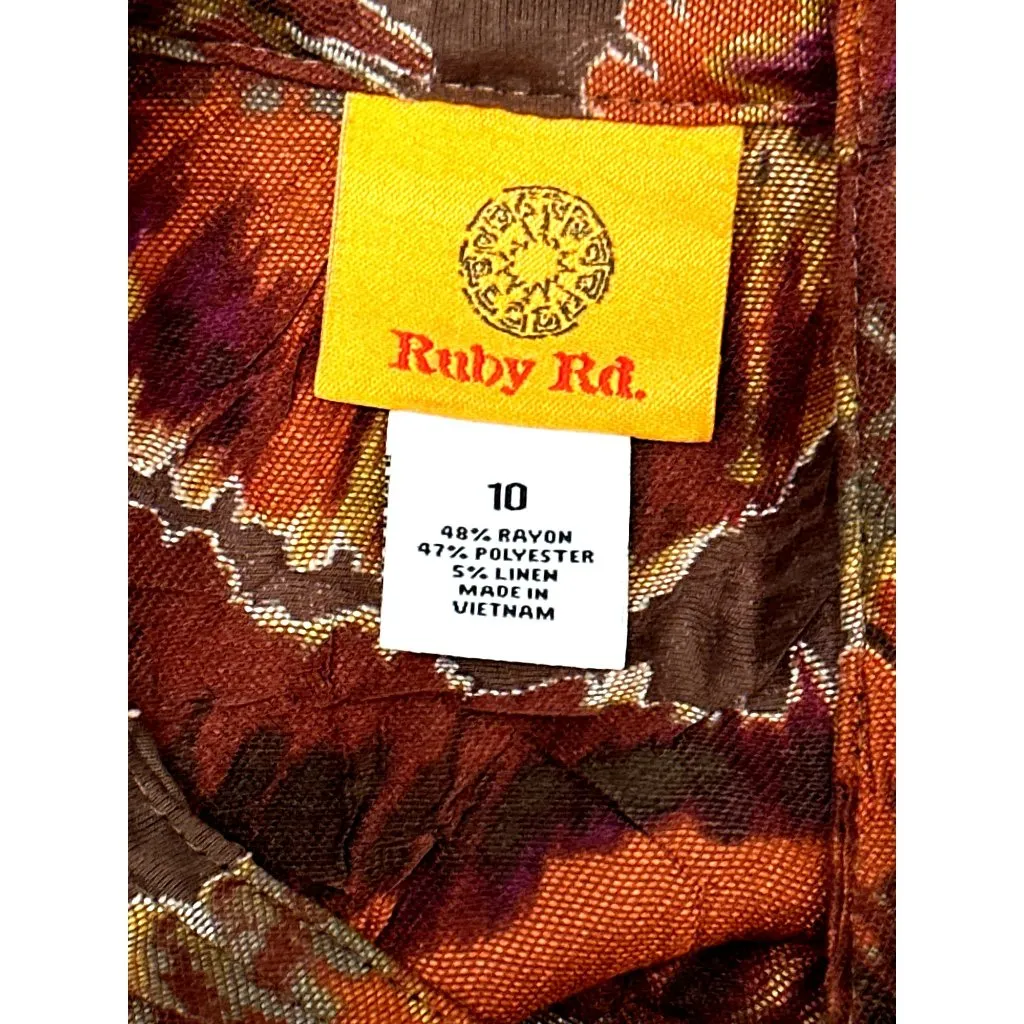 Ruby Rd.
10
48% RAYON
47% POLYESTER
5% LINEN
MADE IN
VIETNAM